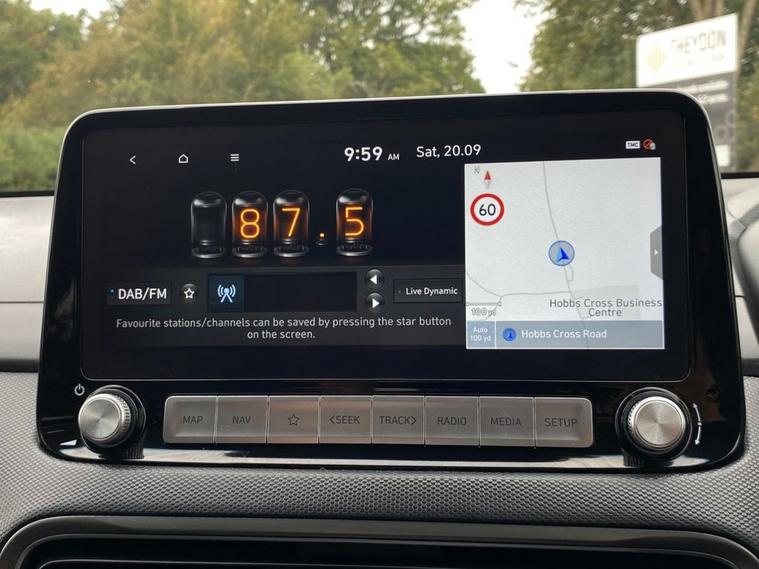 THEYDON
9:59 AM Sat, 20.09
TMC
N
87.5
60
DAB/FM
Live Dynamic
Favourite stations/channels can be saved by pressing the star button
on the screen.
Hobbs Cross Business
Centre
100yd
Auto
100 yd
Hobbs Cross Road
MAP
NAV
<SEEK
TRACK>
RADIO
MEDIA
SETUP